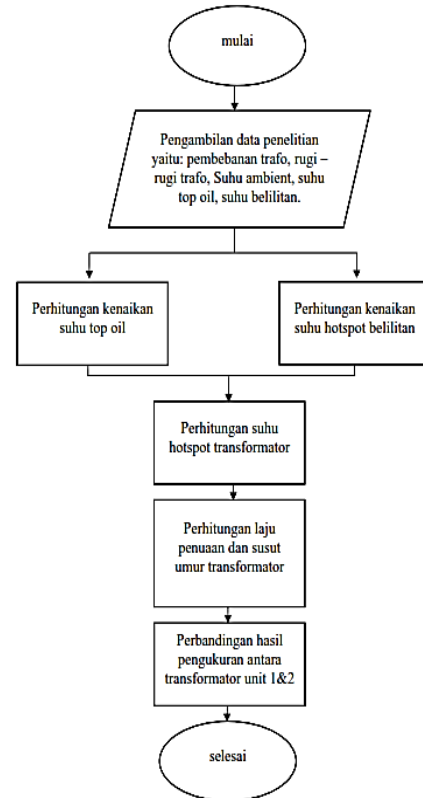 mulai
Pengambilan data penelitian
yaitu: pembebanan trafo, rugi –
rugi trafo, Suhu ambient, suhu
top oil, suhu belilitan.
Perhitungan kenaikan
suhu top oil
Perhitungan kenaikan
suhu hotspot belilitan
Perhitungan suhu
hotspot transformator
Perhitungan laju
penuaan dan susut
umur transformator
Perbandingan hasil
pengukuran antara
transformator unit 1&2
selesai